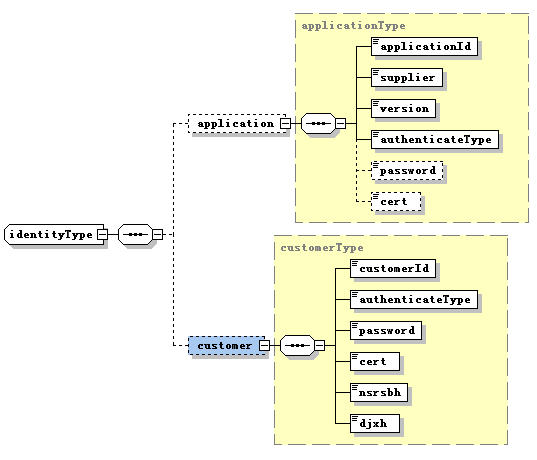 applicationType
applicationId
supplier
version
application
authenticateType
password
cert
identityType
customerType
customerId
authenticateType
password
customer
cert
nsrsbh
djxh